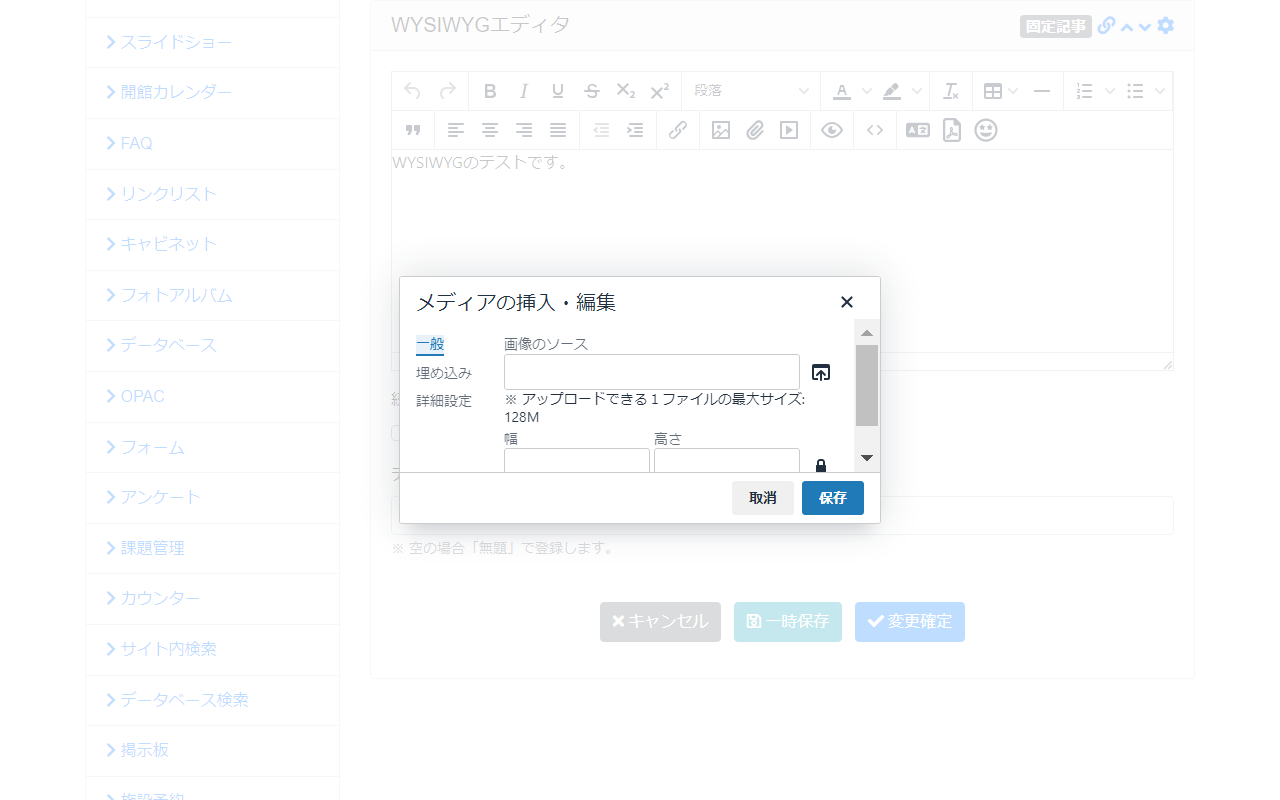 スライドショー
開館カレンダー
FAQ
リンクリスト
キャビネット
フォトアルバム
データベース
OPAC
フォーム
アンケート
課題管理
カウンター
サイト内検索
データベース検索
掲示板
施設予約
WYSIWYGエディタ
固定記事
段落
WYSIWYGのテストです。
メディアの挿入・編集
一般
埋め込み
詳細設定
画像のソース
※ アップロードできる１ファイルの最大サイズ:
128M
幅 高さ
取消 保存
※ 空の場合「無題」で登録します。
キャンセル 一時保存 変更確定